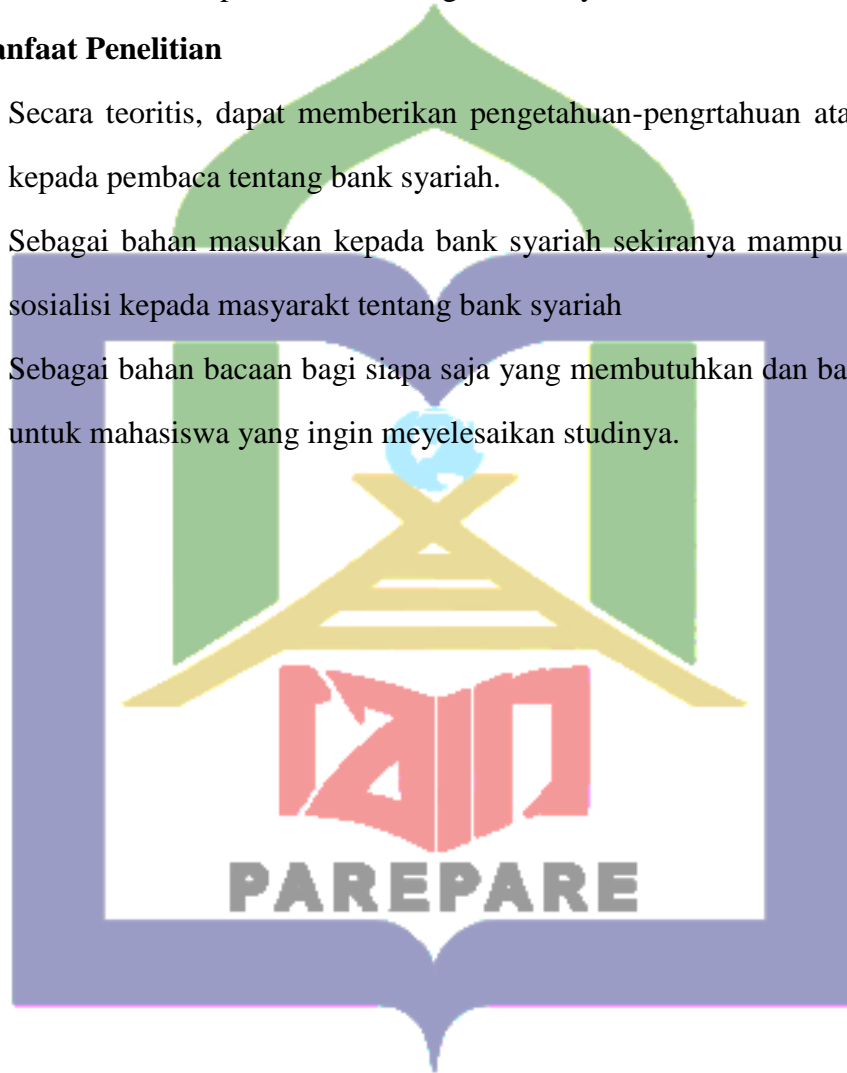 anfaat Penelitian
Secara teoritis, dapat memberikan pengetahuan-pengrtahuan ata
kepada pembaca tentang bank syariah.
Sebagai bahan masukan kepada bank syariah sekiranya mampu
sosialisi kepada masyarakt tentang bank syariah
Sebagai bahan bacaan bagi siapa saja yang membutuhkan dan ba
untuk mahasiswa yang ingin meyelesaikan studinya.
iain
PAREPARE